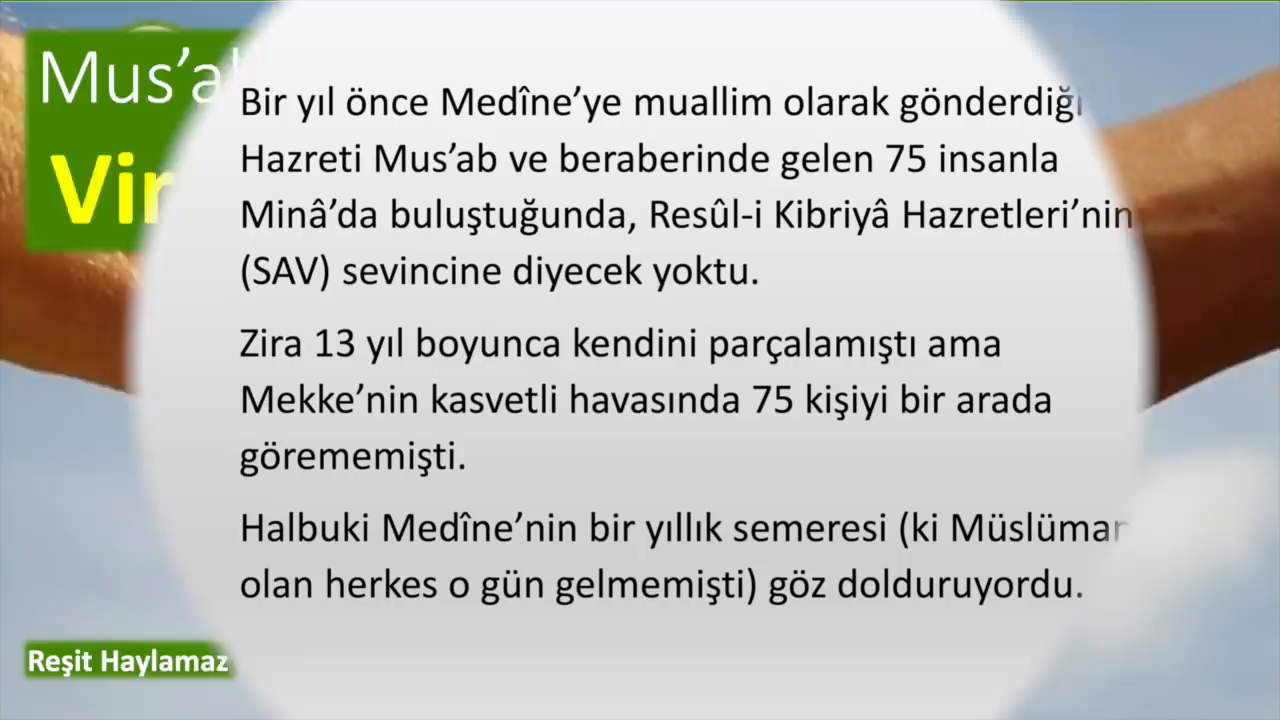 Bir yıl önce Medîne’ye muallim olarak gönderdiği
Hazreti Mus’ab ve beraberinde gelen 75 insanla
Minâ’da buluştuğunda, Resûl-i Kibriyâ Hazretleri’nin
(SAV) sevincine diyecek yoktu.
Zira 13 yıl boyunca kendini parçalamıştı ama
Mekke’nin kasvetli havasında 75 kişiyi bir arada
görememişti.
Halbuki Medîne’nin bir yıllık semeresi (ki Müslüman
olan herkes o gün gelmemişti) göz dolduruyordu.
Reşit Haylamaz